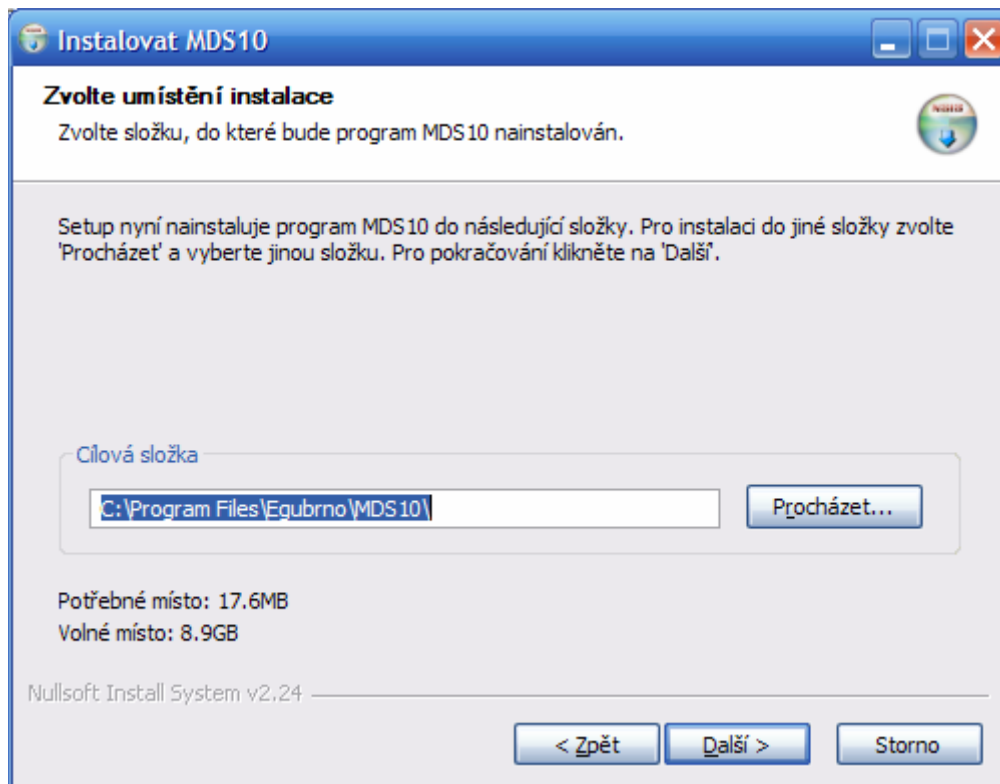 Instalovat MDS10
Zvolte umístění instalace
Zvolte složku, do které bude program MDS10 nainstalován.
Setup nyní nainstaluje program MDS10 do následující složky. Pro instalaci do jiné složky zvolte
'Procházet' a vyberte jinou složku. Pro pokračování klikněte na 'Další'.
Cílová složka
C:\Program Files\Egubrno\MDS10\
Procházet...
Potřebné místo: 17.6MB
Volné místo: 8.9GB
Nullsoft Install System v2.24
< Zpět
Další >
Storno